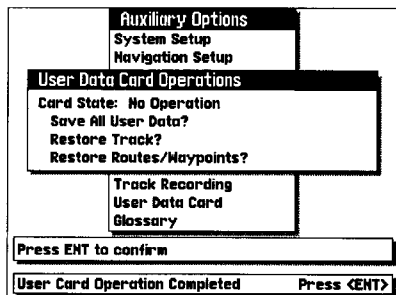 Auxiliary Options
System Setup
Navigation Setup
User Data Card Operations
Card State: No Operation
Save All User Data?
Restore Track?
Restore Routes/Waypoints?
Track Recording
User Data Card
Glossary
Press ENT to confirm
User Card Operation Completed Press <ENT>